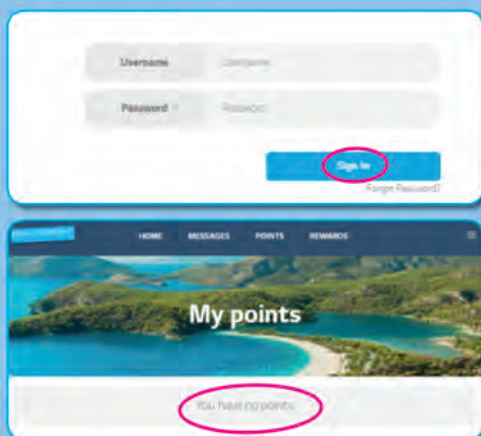 Username Username
Password Password
Sign In
Forgot Password?
HOME MESSAGES POINTS REWARDS
My points
You have no points